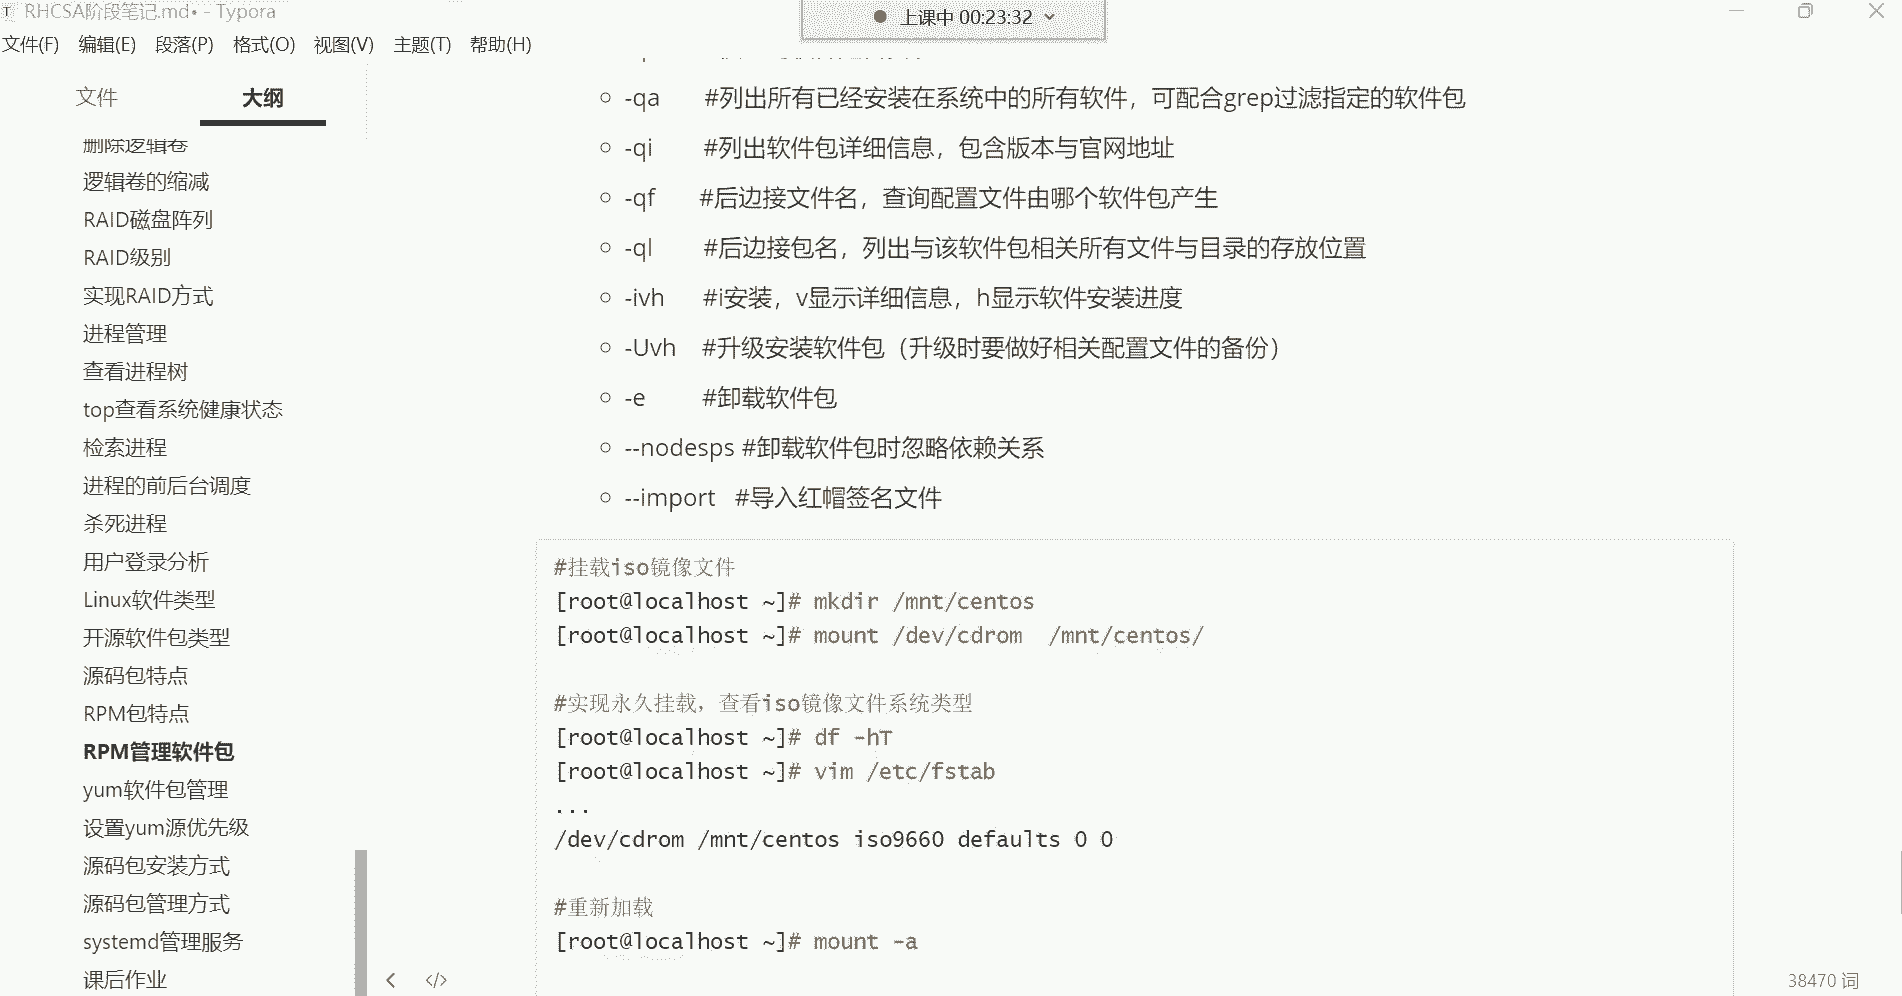 RHCSA阶段笔记.md• - Typora
上课中 00:23:32
文件(F) 编辑(E) 段落(P) 格式(O) 视图(V) 主题(T) 帮助(H)
文件 大纲
删除逻辑卷
逻辑卷的缩减
RAID磁盘阵列
RAID级别
实现RAID方式
进程管理
查看进程树
top查看系统健康状态
检索进程
进程的前后台调度
杀死进程
用户登录分析
Linux软件类型
开源软件包类型
源码包特点
RPM包特点
RPM管理软件包
yum软件包管理
设置yum源优先级
源码包安装方式
源码包管理方式
systemd管理服务
课后作业
-qa #列出所有已经安装在系统中的所有软件，可配合grep过滤指定的软件包
-qi #列出软件包详细信息，包含版本与官网地址
-qf #后边接文件名，查询配置文件由哪个软件包产生
-ql #后边接包名，列出与该软件包相关所有文件与目录的存放位置
-ivh #i安装，v显示详细信息，h显示软件安装进度
-Uvh #升级安装软件包（升级时要做好相关配置文件的备份）
-e #卸载软件包
--nodesps #卸载软件包时忽略依赖关系
--import #导入红帽签名文件
#挂载iso镜像文件
[root@localhost ~]# mkdir /mnt/centos
[root@localhost ~]# mount /dev/cdrom  /mnt/centos/
#实现永久挂载，查看iso镜像文件系统类型
[root@localhost ~]# df -hT
[root@localhost ~]# vim /etc/fstab
...
/dev/cdrom /mnt/centos iso9660 defaults 0 0
#重新加载
[root@localhost ~]# mount -a
38470 词